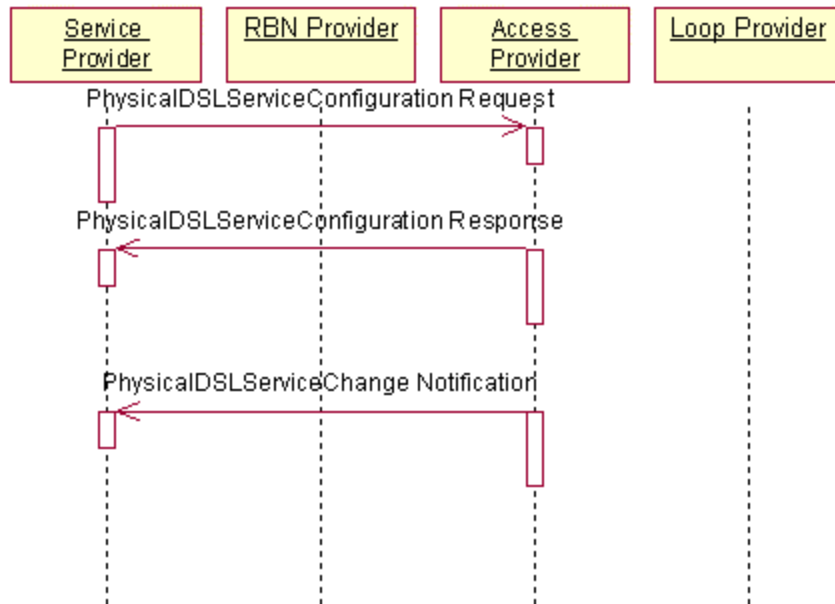 Service
Provider
RBN Provider
Access
Provider
Loop Provider
PhysicalDSLServiceConfiguration Request
PhysicalDSLServiceConfiguration Response
PhysicalDSLServiceChange Notification